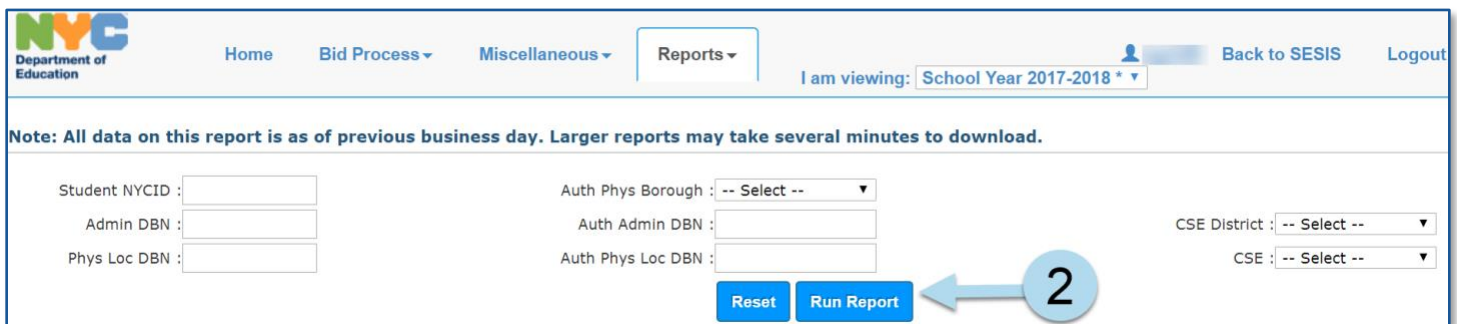 NYC
Department of
Education
Home Bid Process Miscellaneous Reports Back to SESIS Logout
I am viewing: School Year 2017-2018 *
Note: All data on this report is as of previous business day. Larger reports may take several minutes to download.
Student NYCID : Auth Phys Borough : -- Select --
Admin DBN : Auth Admin DBN : CSE District : -- Select --
Phys Loc DBN : Auth Phys Loc DBN : CSE : -- Select --
Reset Run Report 2